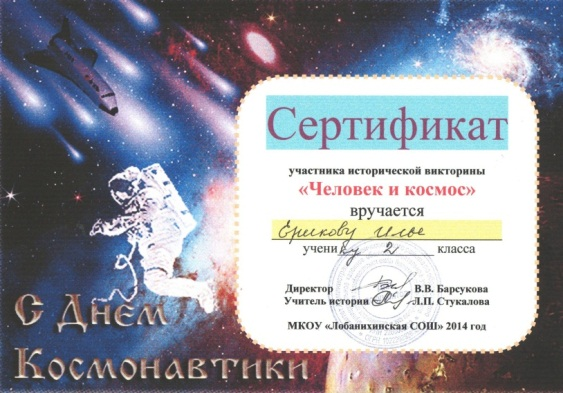 Сертификат
участника исторической викторины
«Человек и космос»
вручается
Ерикову Илье
ученику 2 класса
Директор В.В. Барсукова
Учитель истории Л.П. Стукалова
МКОУ «Лобанихинская СОШ» 2014 год
С Днем
Космонавтики